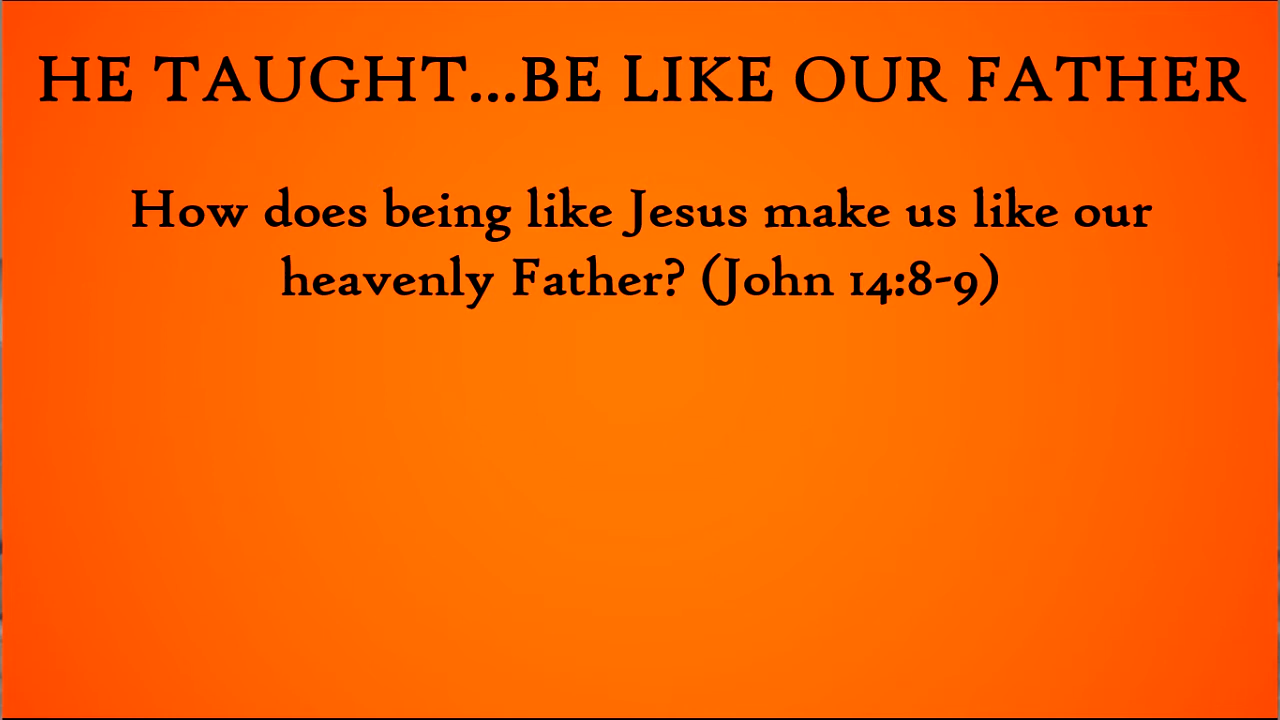 HE TAUGHT...BE LIKE OUR FATHER
How does being like Jesus make us like our
heavenly Father? (John 14:8-9)